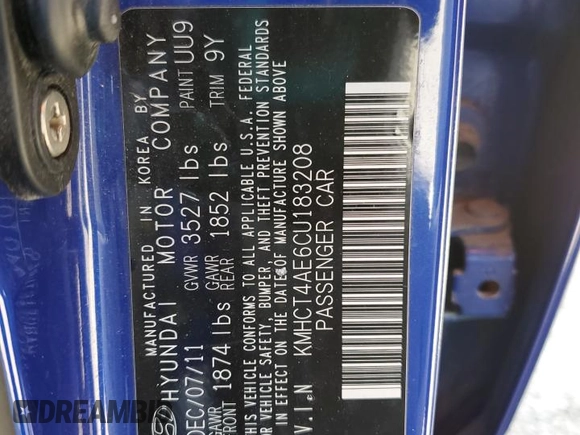 MANUFACTURED IN KOREA BY
HYUNDAI MOTOR COMPANY
DEC/07/11 GVWR 3527 lbs PAINT UU9
GAWR FRONT 1874 lbs GAWR REAR 1852 lbs TRIM 9Y
THIS VEHICLE CONFORMS TO ALL APPLICABLE U.S.A. FEDERAL
MOTOR VEHICLE SAFETY, BUMPER, AND THEFT PREVENTION STANDARDS
IN EFFECT ON THE DATE OF MANUFACTURE SHOWN ABOVE
V.I.N KMHCT4AE6CU183208
PASSENGER CAR
DREAMBID